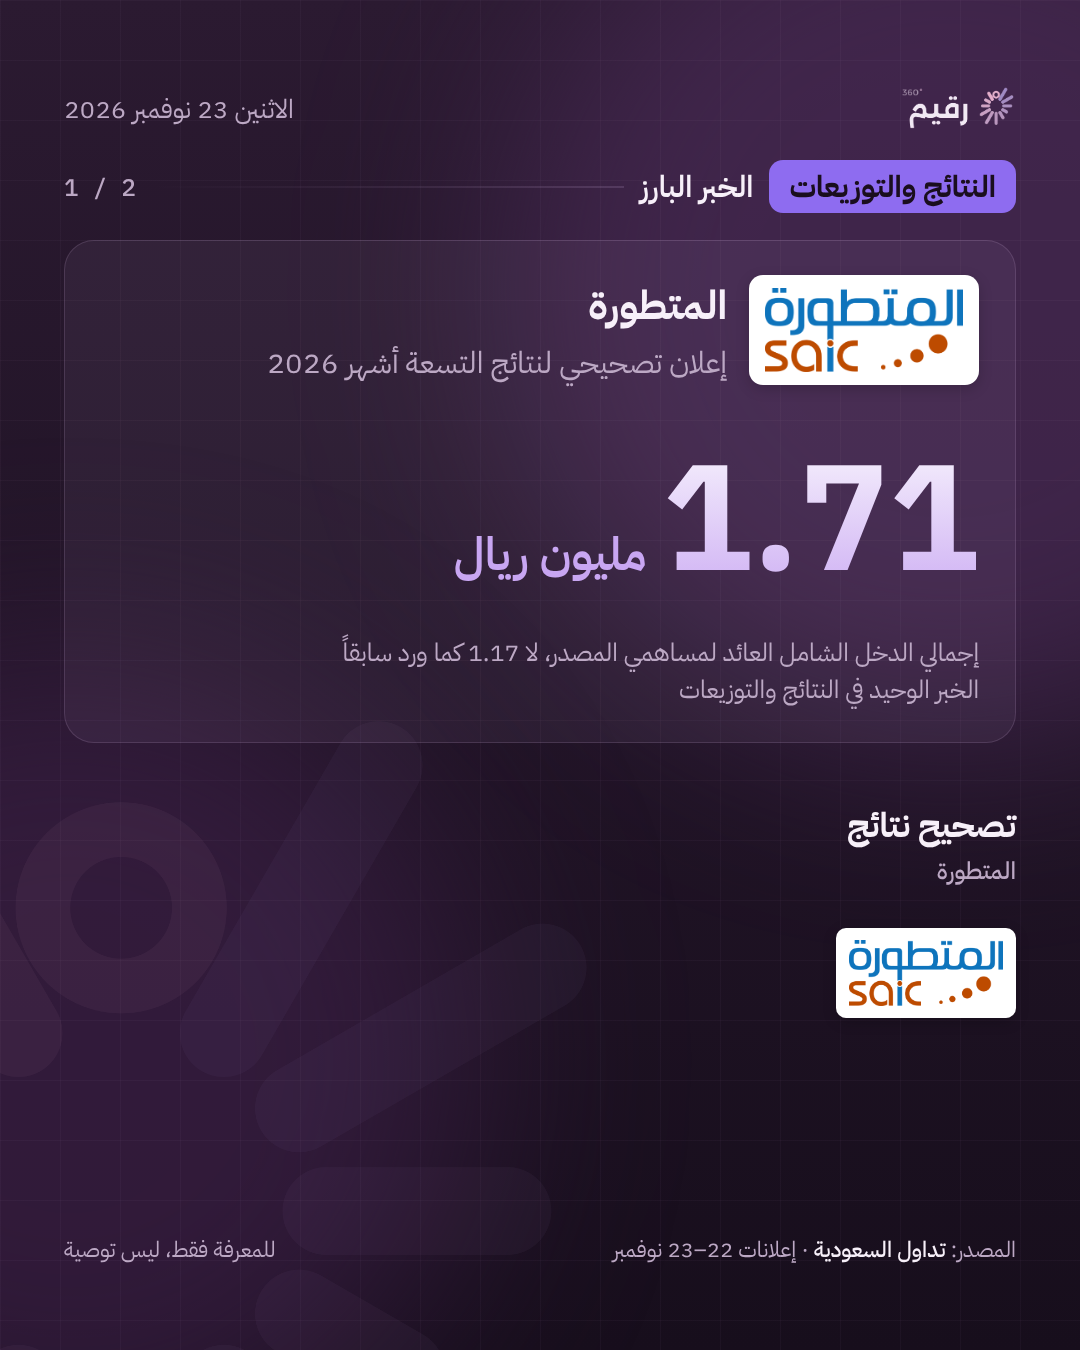 رقيم 360°
الاثنين 23 نوفمبر 2026
النتائج والتوزيعات الخبر البارز
1 / 2
المتطورة
saic
المتطورة
إعلان تصحيحي لنتائج التسعة أشهر 2026
1.71 مليون ريال
إجمالي الدخل الشامل العائد لمساهمي المصدر، لا 1.17 كما ورد سابقاً
الخبر الوحيد في النتائج والتوزيعات
تصحيح نتائج
المتطورة
المتطورة
saic
المصدر: تداول السعودية · إعلانات 22–23 نوفمبر
للمعرفة فقط، ليس توصية